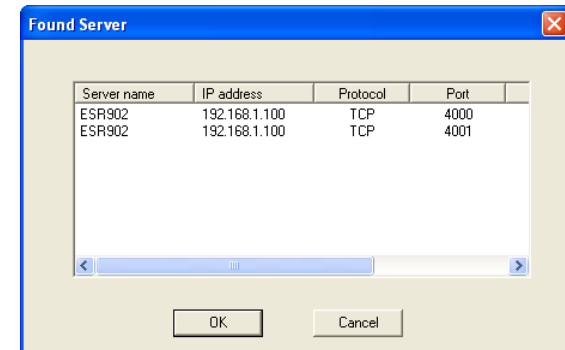 Found Server
Server name IP address Protocol Port
ESR902 192.168.1.100 TCP 4000
ESR902 192.168.1.100 TCP 4001
OK Cancel